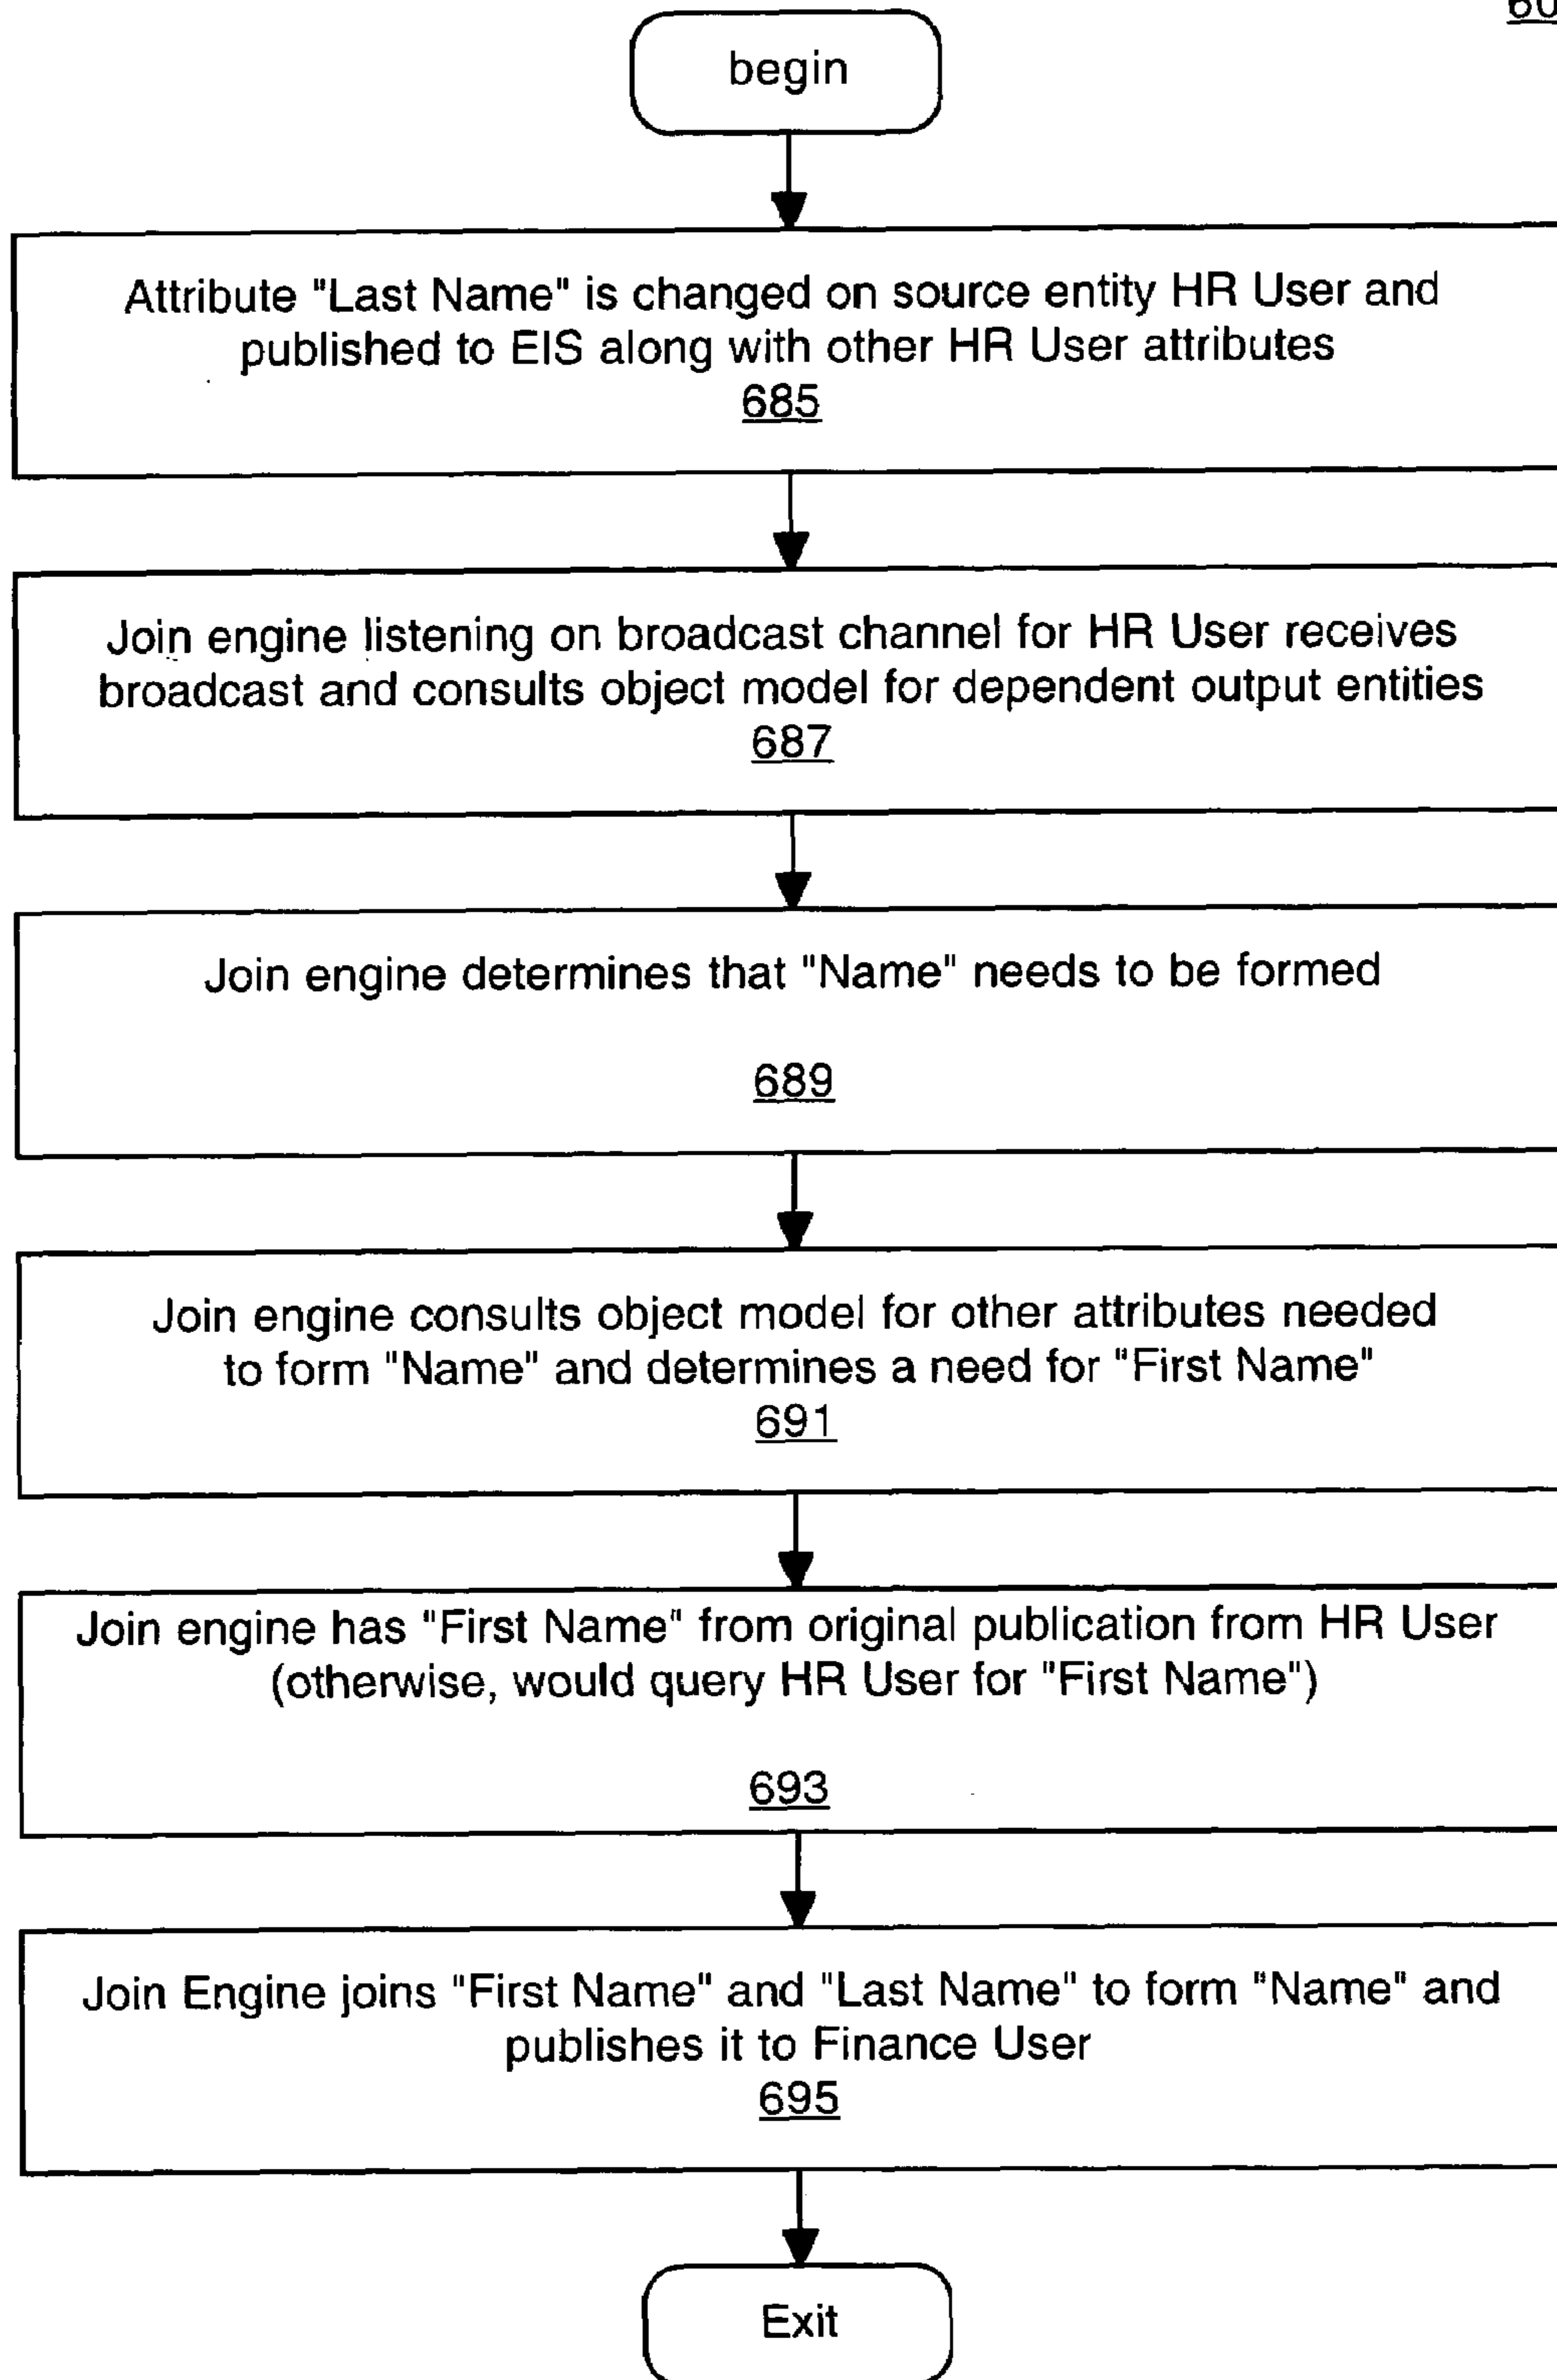 begin
Attribute "Last Name" is changed on source entity HR User and
published to EIS along with other HR User attributes
685
Join engine listening on broadcast channel for HR User receives
broadcast and consults object model for dependent output entities
687
Join engine determines that "Name" needs to be formed
689
Join engine consults object model for other attributes needed
to form "Name" and determines a need for "First Name"
691
Join engine has "First Name" from original publication from HR User
(otherwise, would query HR User for "First Name")
693
Join Engine joins "First Name" and "Last Name" to form "Name" and
publishes it to Finance User
695
Exit